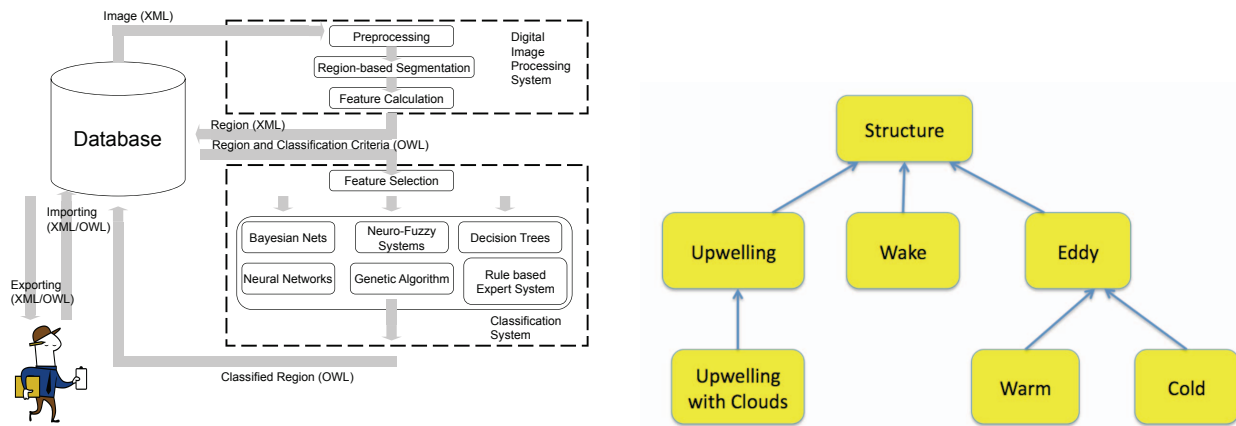 Image (XML)
Preprocessing
Digital
Image
Processing
System
Region-based Segmentation
Feature Calculation
Database
Region (XML)
Region and Classification Criteria (OWL)
Feature Selection
Importing
(XML/OWL)
Bayesian Nets
Neuro-Fuzzy
Systems
Decision Trees
Neural Networks
Genetic Algorithm
Rule based
Expert System
Exporting
(XML/OWL)
Classification
System
Classified Region (OWL)
Structure
Upwelling
Wake
Eddy
Upwelling
with Clouds
Warm
Cold